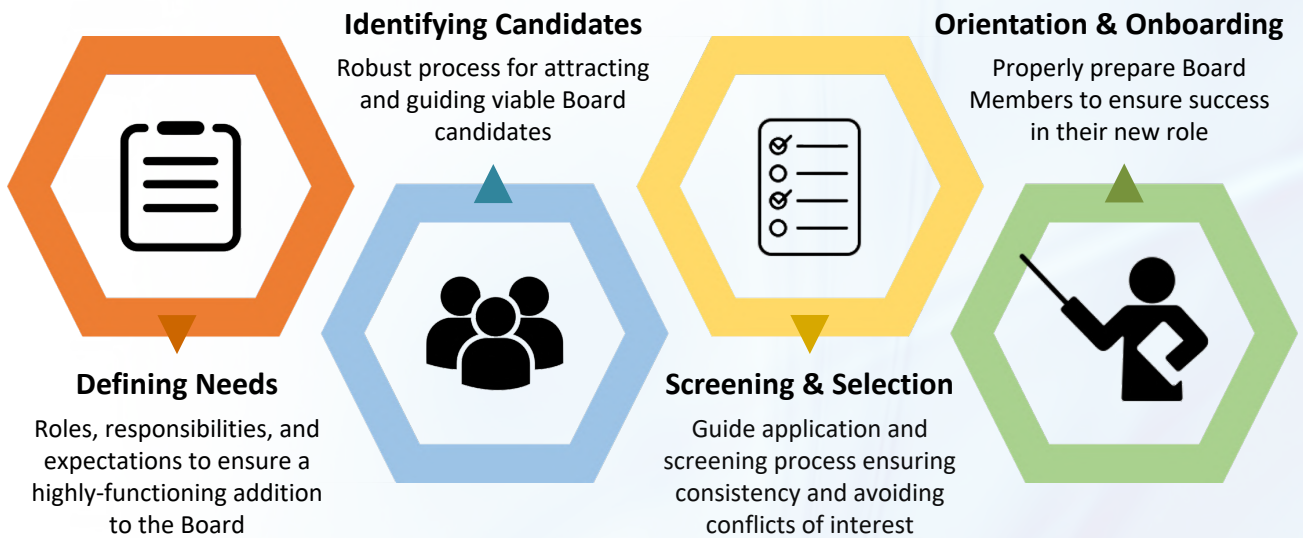 Defining Needs
Roles, responsibilities, and
expectations to ensure a
highly-functioning addition
to the Board
Identifying Candidates
Robust process for attracting
and guiding viable Board
candidates
Screening & Selection
Guide application and
screening process ensuring
consistency and avoiding
conflicts of interest
Orientation & Onboarding
Properly prepare Board
Members to ensure success
in their new role